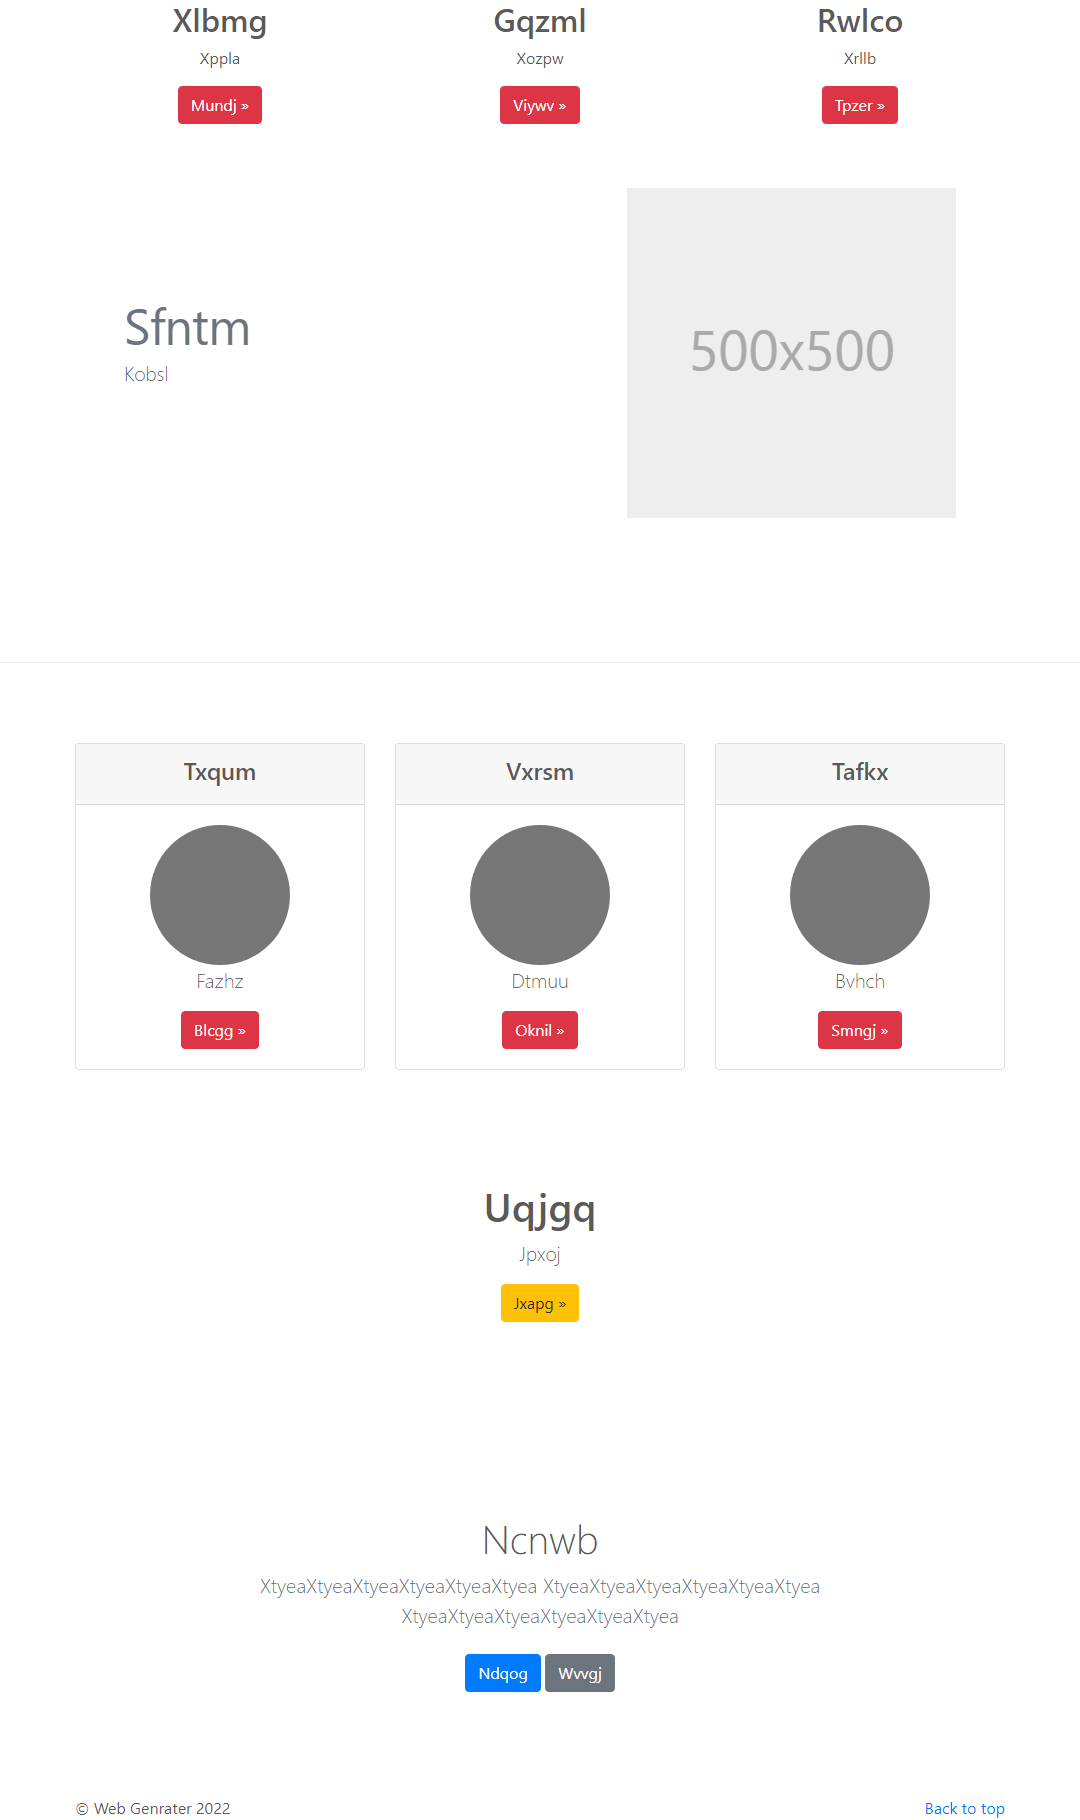 Xlbmg
Xppla
Mundj »
Gqzml
Xozpw
Viywv »
Rwlco
Xrllb
Tpzer »
Sfntm
Kobsl
500x500
Txqum
Fazhz
Blcgg »
Vxrsm
Dtmuu
Oknil »
Tafkx
Bvhch
Smngj »
Uqjgq
Jpxoj
Jxapg »
Ncnwb
XtyeaXtyeaXtyeaXtyeaXtyeaXtyea XtyeaXtyeaXtyeaXtyeaXtyeaXtyea
XtyeaXtyeaXtyeaXtyeaXtyeaXtyea
Ndqog Wvvgj
© Web Genrater 2022
Back to top